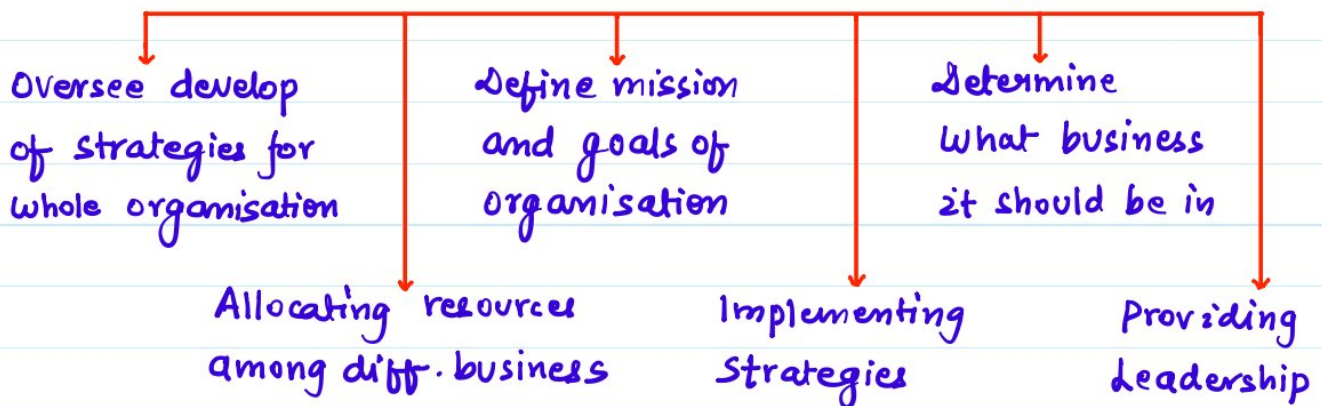 Oversee develop
of strategies for
whole organisation
Define mission
and goals of
organisation
Determine
what business
it should be in
Allocating resources
among diff. business
Implementing
Strategies
Providing
Leadership